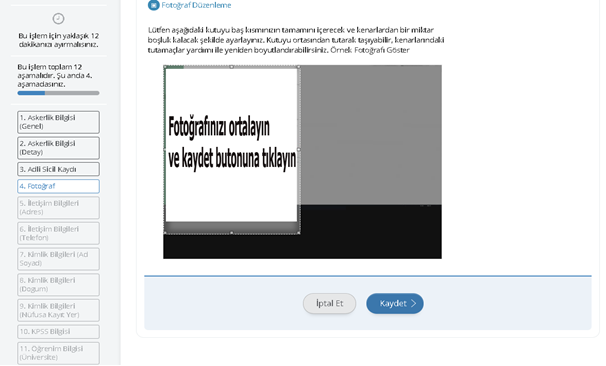 Fotoğraf Düzenleme
Bu işlem için yaklaşık 12
dakikanızı ayırmalısınız.
Bu işlem toplam 12
aşamalıdır. Şu anda 4.
aşamadasınız.
1. Askerlik Bilgisi
(Genel)
2. Askerlik Bilgisi
(Detay)
3. Adli Sicil Kaydı
4. Fotoğraf
5. İletişim Bilgileri
(Adres)
6. İletişim Bilgileri
(Telefon)
7. Kimlik Bilgileri (Ad
Soyad)
8. Kimlik Bilgileri
(Doğum)
9. Kimlik Bilgileri
(Nüfusa Kayıt Yer)
10. KPSS Bilgisi
11. Öğrenim Bilgisi
(Üniversite)
Lütfen aşağıdaki kutuyu baş kısmınızın tamamını içerecek ve kenarlardan bir miktar
boşluk kalacak şekilde ayarlayınız. Kutuyu ortasından tutarak taşıyabilir, kenarlarındaki
tutamaçlar yardımı ile yeniden boyutlandırabilirsiniz. Örnek Fotoğrafı Göster
Fotoğrafınızı ortalayın
ve kaydet butonuna tıklayın
İptal Et
Kaydet